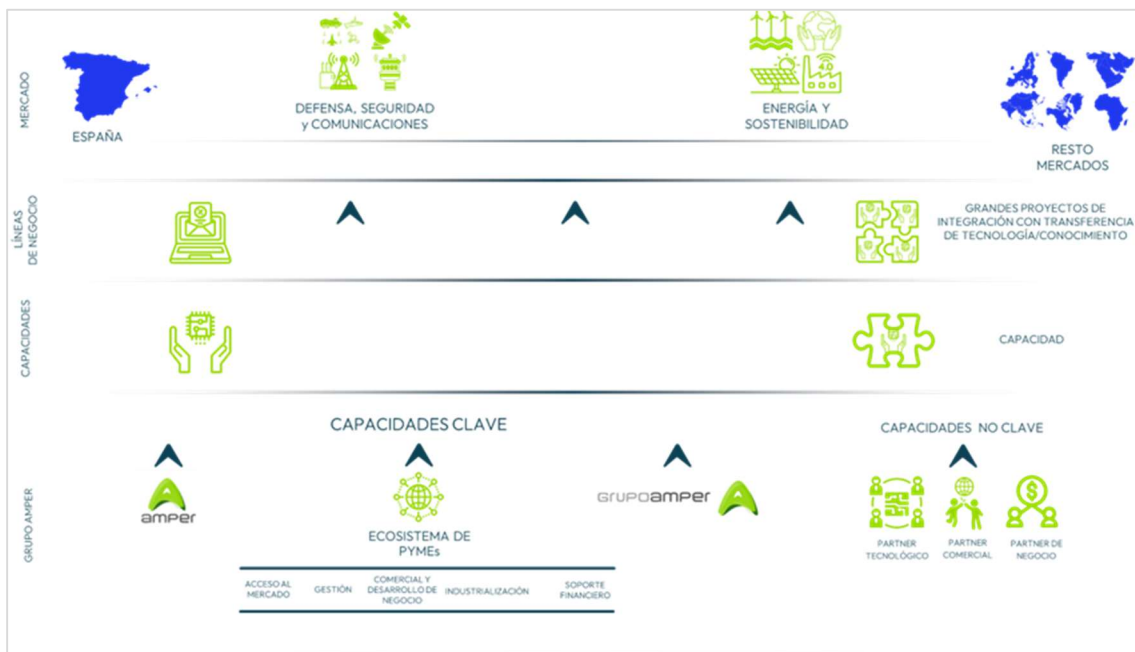 MERCADO
ESPAÑA
DEFENSA, SEGURIDAD
y COMUNICACIONES
4.0
ENERGÍA Y
SOSTENIBILIDAD
RESTO
MERCADOS
LÍNEAS
DE NEGOCIO
GRANDES PROYECTOS DE
INTEGRACIÓN CON TRANSFERENCIA
DE TECNOLOGÍA/CONOCIMIENTO
CAPACIDADES
CAPACIDAD
CAPACIDADES CLAVE
CAPACIDADES NO CLAVE
GRUPO AMPER
amper
ECOSISTEMA DE
PYMEs
GRUPOamper
PARTNER
TECNOLÓGICO
PARTNER
COMERCIAL
PARTNER DE
NEGOCIO
ACCESO AL
MERCADO
GESTIÓN
COMERCIAL Y
DESARROLLO DE
NEGOCIO
INDUSTRIALIZACIÓN
SOPORTE
FINANCIERO